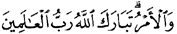 وَالْأَمْرُ ۗ تَبَارَكَ اللَّهُ رَبُّ الْعَالَمِينَ